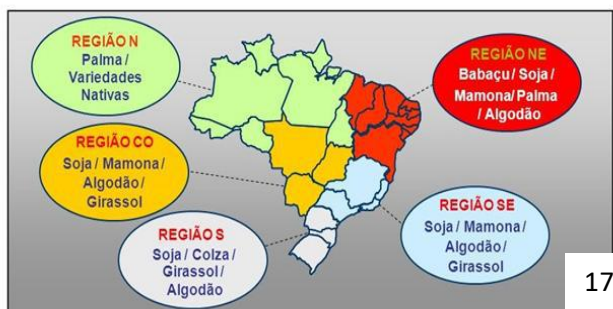 REGIÃO N
Palma /
Variedades
Nativas
REGIÃO NE
Babaçu / Soja /
Mamona/ Palma
/ Algodão
REGIÃO CO
Soja / Mamona /
Algodão /
Girassol
REGIÃO S
Soja / Colza /
Girassol /
Algodão
REGIÃO SE
Soja / Mamona /
Algodão /
Girassol
17